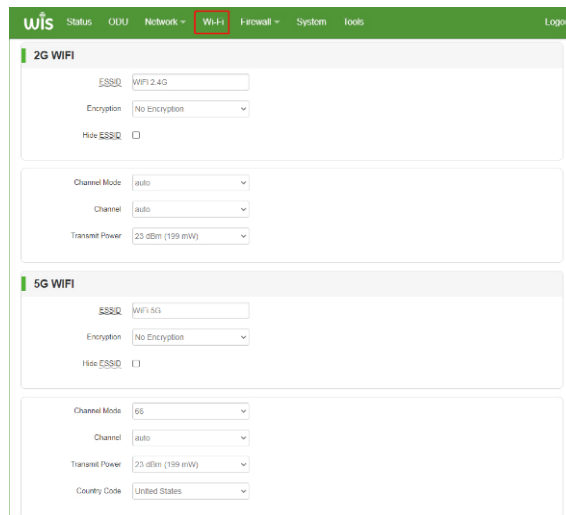 wis Status ODU Network Wi-Fi Firewall System Tools Logo
2G WIFI
ESSID WiFi 2.4G
Encryption No Encryption
Hide ESSID
Channel Mode auto
Channel auto
Transmit Power 23 dBm (199 mW)
5G WIFI
ESSID WiFi 5G
Encryption No Encryption
Hide ESSID
Channel Mode 66
Channel auto
Transmit Power 23 dBm (199 mW)
Country Code United States